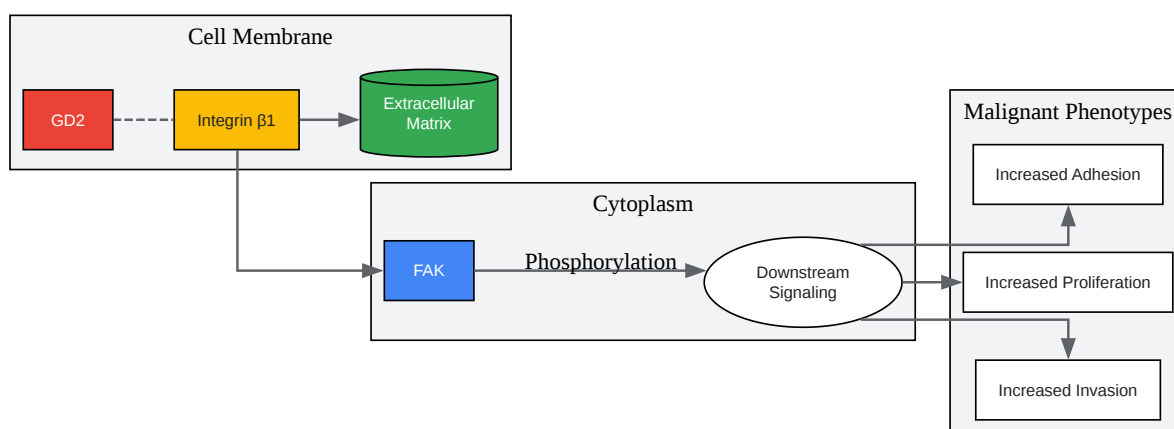 Cell Membrane
GD2
Integrin β1
Extracellular
Matrix
Cytoplasm
FAK
Phosphorylation
Downstream
Signaling
Malignant Phenotypes
Increased Adhesion
Increased Proliferation
Increased Invasion